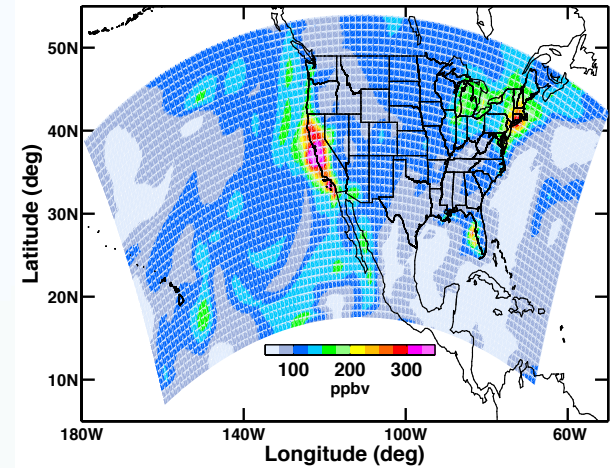 50N
40N
30N
20N
10N
Latitude (deg)
100 200 300
ppbv
180W 140W 100W 60W
Longitude (deg)